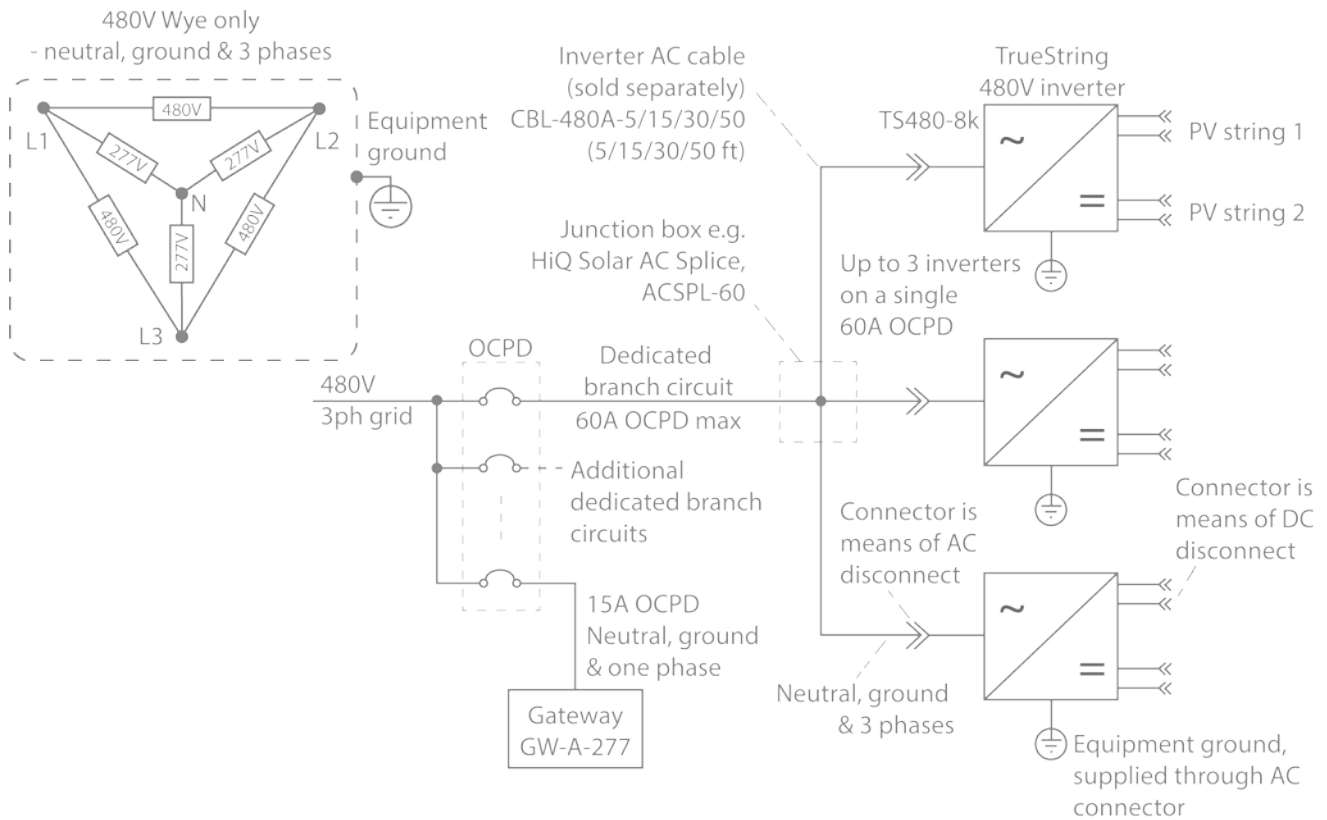 480V Wye only
- neutral, ground & 3 phases
480V
L1
L2
277V
277V
N
480V
277V
480V
L3
Equipment
ground
Inverter AC cable
(sold separately)
CBL-480A-5/15/30/50
(5/15/30/50 ft)
TrueString
480V inverter
TS480-8k
~
=
PV string 1
PV string 2
Junction box e.g.
HiQ Solar AC Splice,
ACSPL-60
Up to 3 inverters
on a single
60A OCPD
OCPD
480V
3ph grid
Dedicated
branch circuit
60A OCPD max
~
=
Additional
dedicated branch
circuits
Connector is
means of AC
disconnect
Connector is
means of DC
disconnect
15A OCPD
Neutral, ground
& one phase
~
=
Gateway
GW-A-277
Neutral, ground
& 3 phases
Equipment ground,
supplied through AC
connector